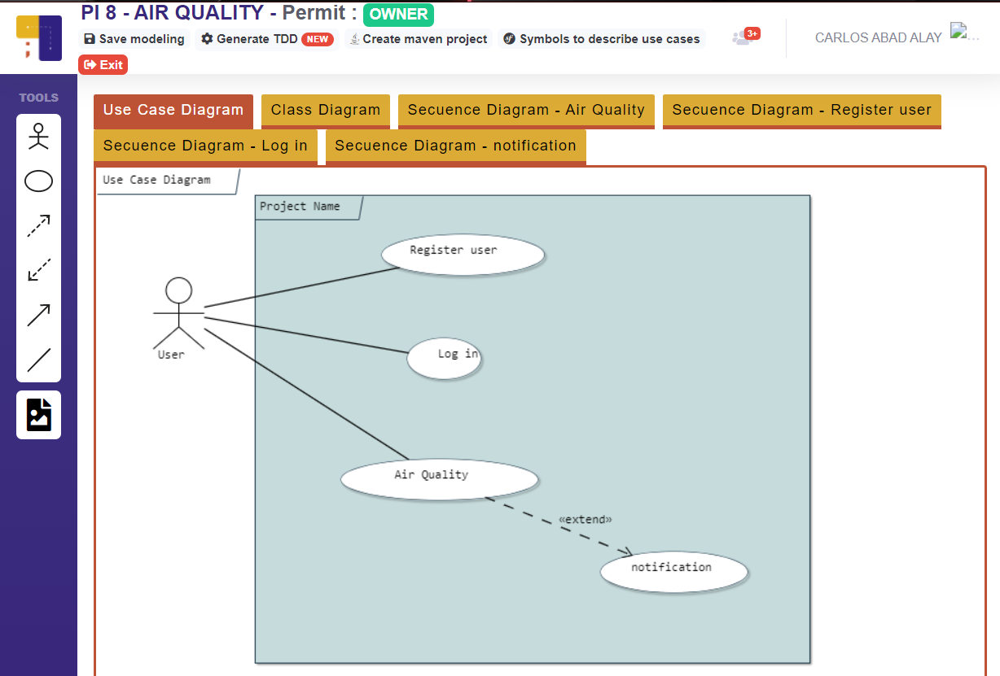 PI 8 - AIR QUALITY - Permit : OWNER
Save modeling Generate TDD NEW Create maven project Symbols to describe use cases 3+ CARLOS ABAD ALAY ...
Exit
TOOLS
Use Case Diagram Class Diagram Secuence Diagram - Air Quality Secuence Diagram - Register user
Secuence Diagram - Log in Secuence Diagram - notification
Use Case Diagram
Project Name
Register user
Log in
User
Air Quality
«extend»
notification